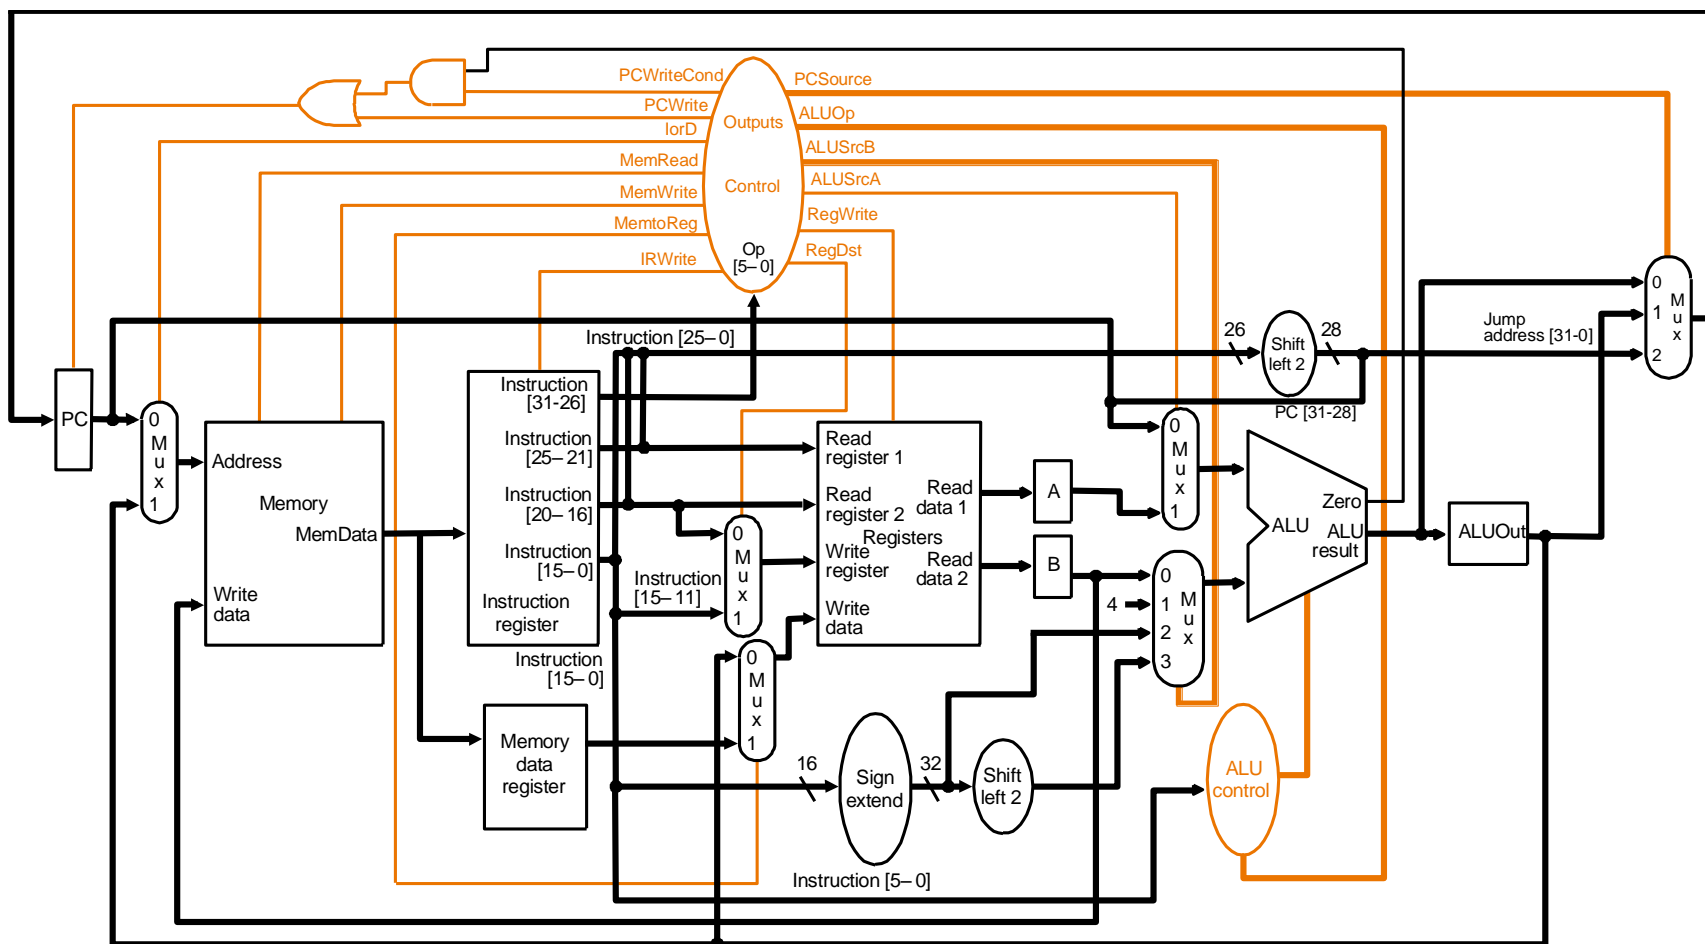 PCWriteCond
PCWrite
IorD
MemRead
MemWrite
MemtoReg
IRWrite
Outputs
Control
Op
[5–0]
PCSource
ALUOp
ALUSrcB
ALUSrcA
RegWrite
RegDst
Instruction [25–0]
26
Shift
left 2
28
Jump
address [31-0]
PC [31-28]
0
1
2
M
u
x
PC
0
M
u
x
1
Address
Memory
MemData
Write
data
Instruction
[31-26]
Instruction
[25–21]
Instruction
[20–16]
Instruction
[15–0]
Instruction
register
Instruction
[15–0]
Instruction
[15–11]
0
M
u
x
1
0
M
u
x
1
Memory
data
register
Read
register 1
Read
register 2
Registers
Write
register
Write
data
Read
data 1
Read
data 2
A
B
4
0
M
u
x
1
0
1
2
3
M
u
x
Zero
ALU
ALU
result
ALUOut
16
Sign
extend
32
Shift
left 2
ALU
control
Instruction [5–0]